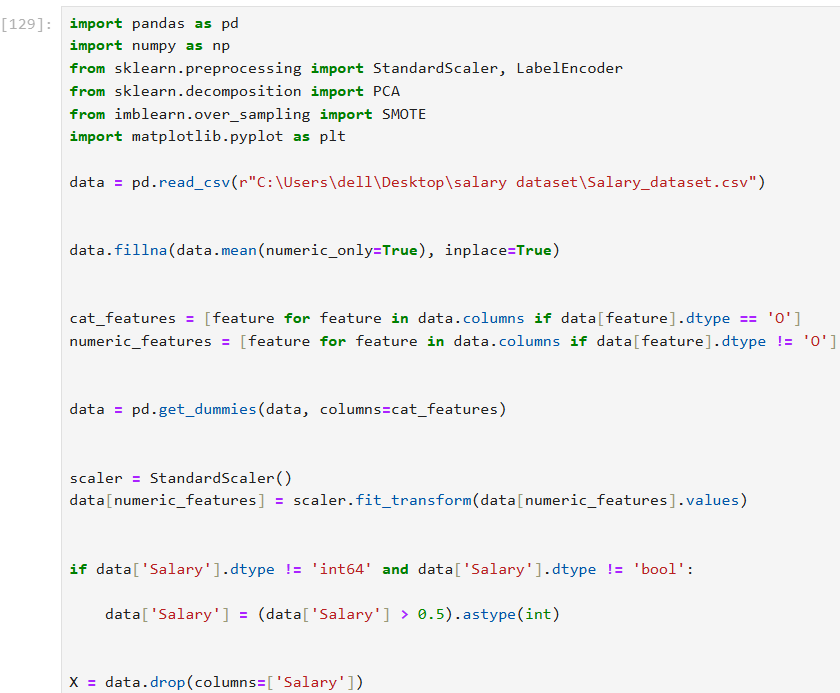 [129]:
import pandas as pd
import numpy as np
from sklearn.preprocessing import StandardScaler, LabelEncoder
from sklearn.decomposition import PCA
from imblearn.over_sampling import SMOTE
import matplotlib.pyplot as plt
data = pd.read_csv(r"C:\Users\dell\Desktop\salary dataset\Salary_dataset.csv")
data.fillna(data.mean(numeric_only=True), inplace=True)
cat_features = [feature for feature in data.columns if data[feature].dtype == 'O']
numeric_features = [feature for feature in data.columns if data[feature].dtype != 'O']
data = pd.get_dummies(data, columns=cat_features)
scaler = StandardScaler()
data[numeric_features] = scaler.fit_transform(data[numeric_features].values)
if data['Salary'].dtype != 'int64' and data['Salary'].dtype != 'bool':
    data['Salary'] = (data['Salary'] > 0.5).astype(int)
X = data.drop(columns=['Salary'])